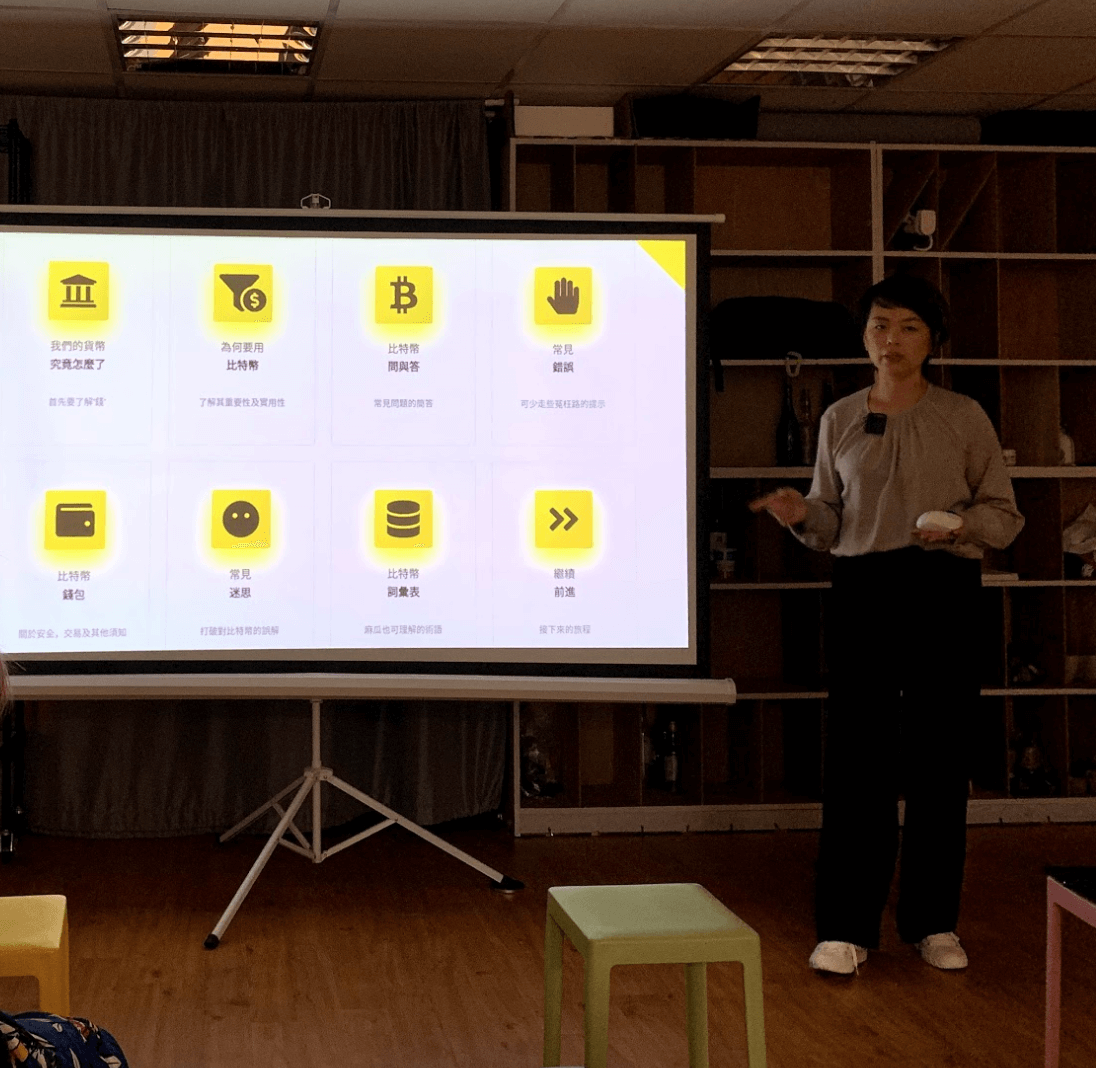 我們的貨幣
究竟怎麼了
首先要了解"錢"
為何要用
比特幣
了解其重要性及實用性
比特幣
問與答
常見問題的簡答
常見
錯誤
可少走些冤枉路的提示
比特幣
錢包
關於安全，交易及其他須知
常見
迷思
打破對比特幣的誤解
比特幣
詞彙表
麻瓜也可理解的術語
繼續
前進
接下來的旅程